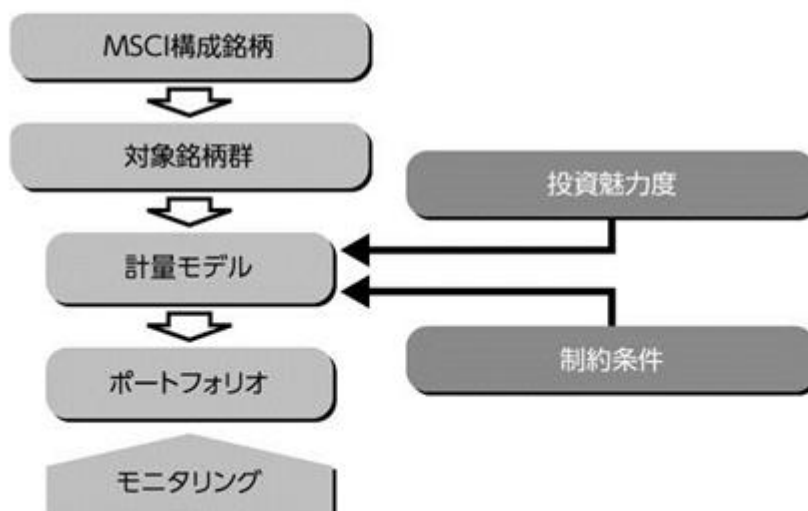 MSCI構成銘柄
対象銘柄群
投資魅力度
計量モデル
制約条件
ポートフォリオ
モニタリング